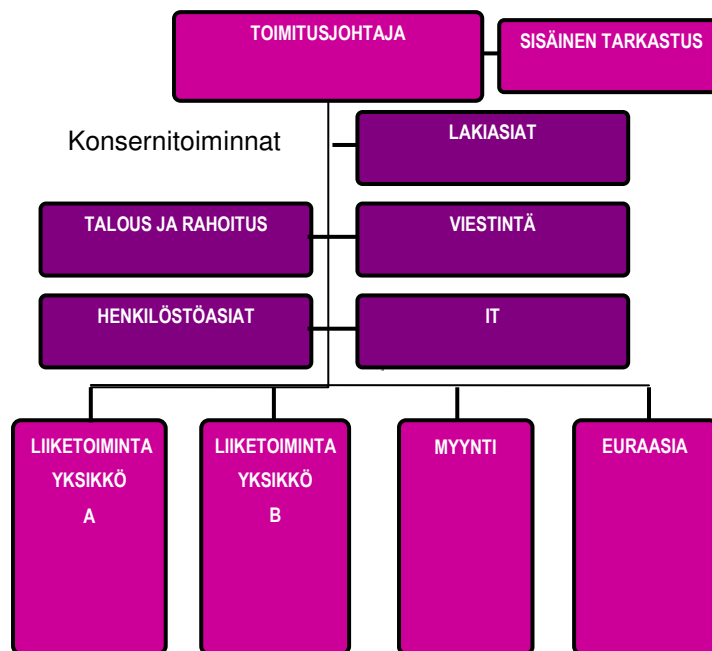 TOIMITUSJOHTAJA
SISÄINEN TARKASTUS
Konsernitoiminnat
LAKIASIAT
TALOUS JA RAHOITUS
VIESTINTÄ
HENKILÖSTÖASIAT
IT
LIIKETOIMINTA
YKSIKKÖ
A
LIIKETOIMINTA
YKSIKKÖ
B
MYYNTI
EURAASIA